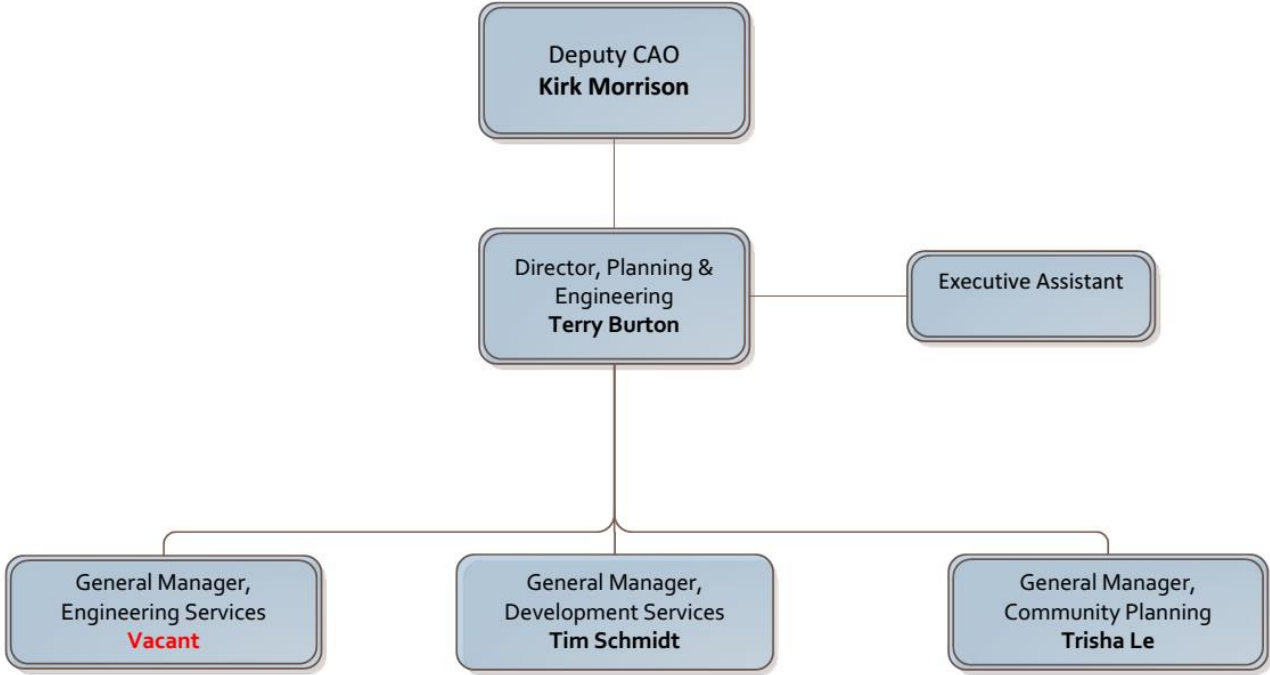 Deputy CAO
Kirk Morrison
Director, Planning &
Engineering
Terry Burton
Executive Assistant
General Manager,
Engineering Services
Vacant
General Manager,
Development Services
Tim Schmidt
General Manager,
Community Planning
Trisha Le